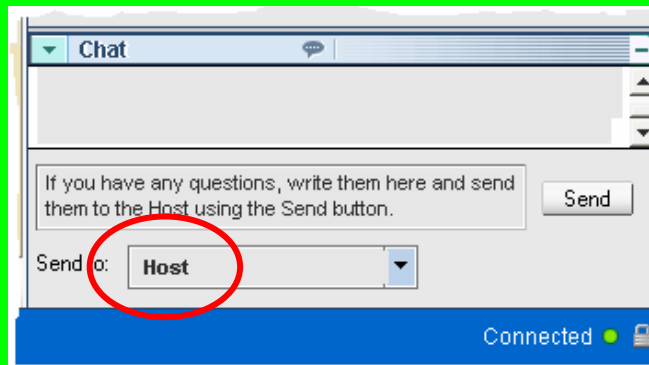 Chat
If you have any questions, write them here and send
them to the Host using the Send button.
Send
Send to:
Host
Connected